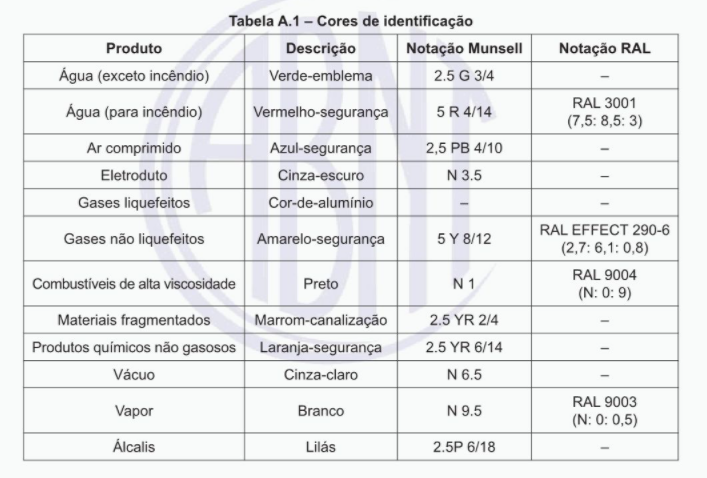 Tabela A.1 – Cores de identificação
Produto Descrição Notação Munsell Notação RAL
Água (exceto incêndio) Verde-emblema 2.5 G 3/4 –
Água (para incêndio) Vermelho-segurança 5 R 4/14 RAL 3001
(7,5: 8,5: 3)
Ar comprimido Azul-segurança 2,5 PB 4/10 –
Eletroduto Cinza-escuro N 3.5 –
Gases liquefeitos Cor-de-alumínio – –
Gases não liquefeitos Amarelo-segurança 5 Y 8/12 RAL EFFECT 290-6
(2,7: 6,1: 0,8)
Combustíveis de alta viscosidade Preto N 1 RAL 9004
(N: 0: 9)
Materiais fragmentados Marrom-canalização 2.5 YR 2/4 –
Produtos químicos não gasosos Laranja-segurança 2.5 YR 6/14 –
Vácuo Cinza-claro N 6.5 –
Vapor Branco N 9.5 RAL 9003
(N: 0: 0,5)
Álcalis Lilás 2.5P 6/18 –
ABNT